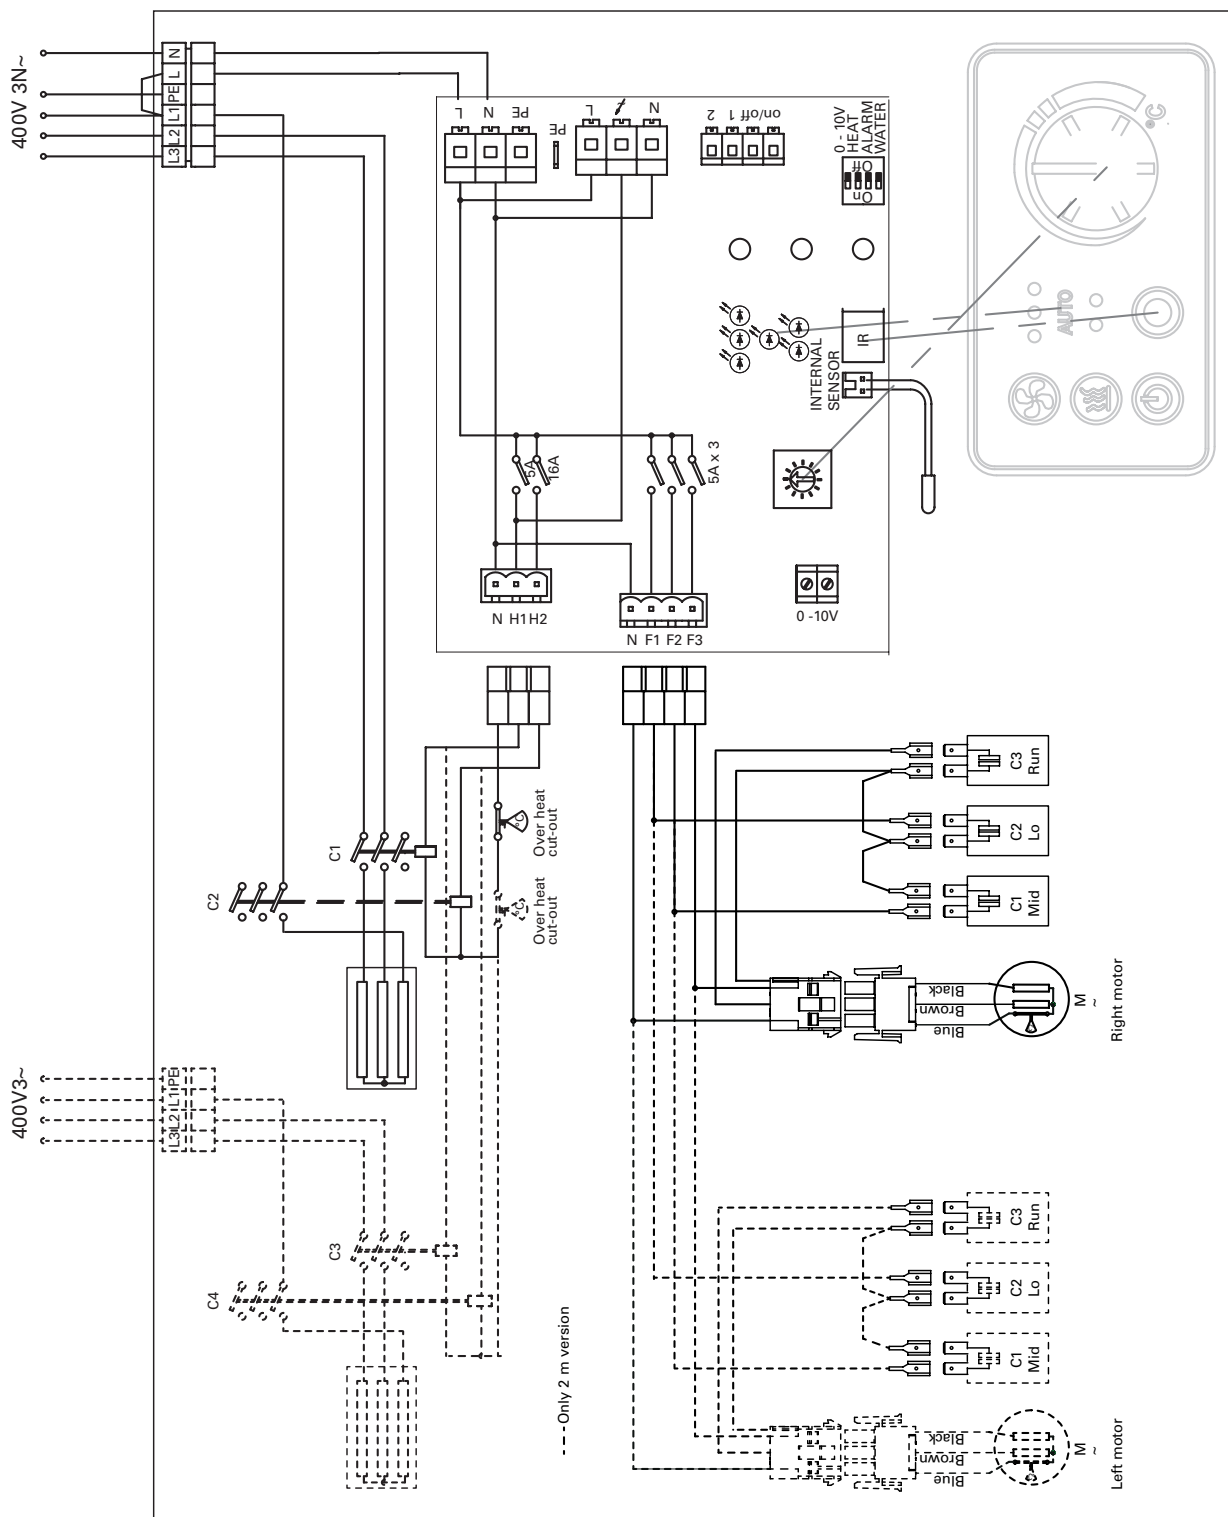 400V 3N~
N
L
PE
L1
L2
L3
L
N
PE
PE
L
N
2
1
on/off
0 - 10V
HEAT
ALARM
WATER
Off
On
°C
AUTO
IR
INTERNAL
SENSOR
5A
16A
5A x 3
N H1 H2
N F1 F2 F3
0 -10V
C1
C2
°C
Over heat
cut-out
°C
Over heat
cut-out
C3
Run
C2
Lo
C1
Mid
Black
Brown
Blue
M
~
Right motor
400V3~
PE
L1
L2
L3
C3
C4
--- Only 2 m version
C3
Run
C2
Lo
C1
Mid
Black
Brown
Blue
M
~
Left motor